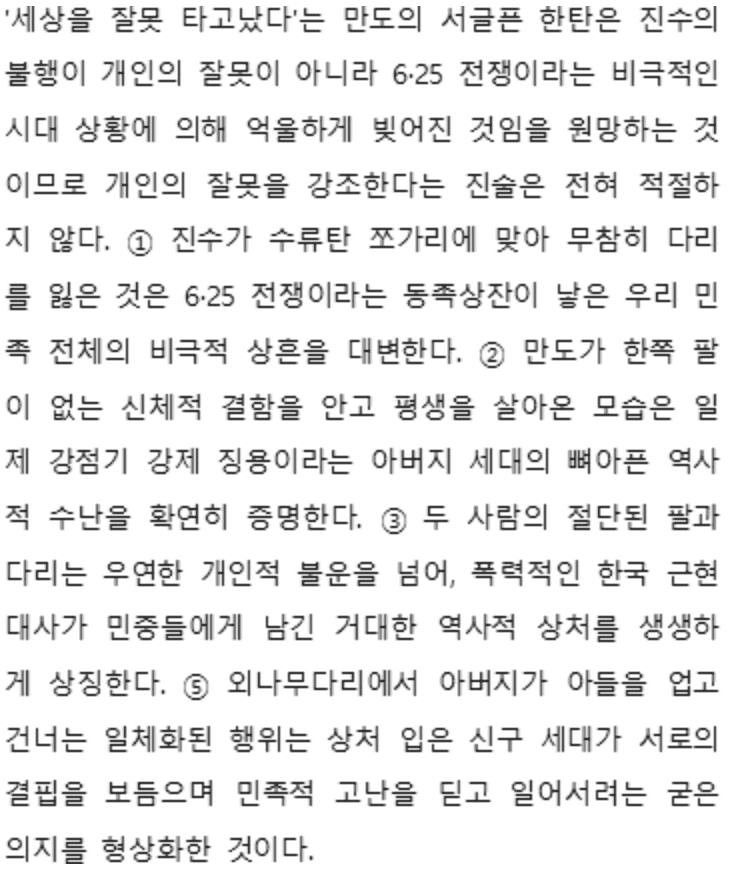 '세상을 잘못 타고났다'는 만도의 서글픈 한탄은 진수의
불행이 개인의 잘못이 아니라 6·25 전쟁이라는 비극적인
시대 상황에 의해 억울하게 빚어진 것임을 원망하는 것
이므로 개인의 잘못을 강조한다는 진술은 전혀 적절하
지 않다. ① 진수가 수류탄 쪼가리에 맞아 무참히 다리
를 잃은 것은 6·25 전쟁이라는 동족상잔이 낳은 우리 민
족 전체의 비극적 상흔을 대변한다. ② 만도가 한쪽 팔
이 없는 신체적 결함을 안고 평생을 살아온 모습은 일
제 강점기 강제 징용이라는 아버지 세대의 뼈아픈 역사
적 수난을 확연히 증명한다. ③ 두 사람의 절단된 팔과
다리는 우연한 개인적 불운을 넘어, 폭력적인 한국 근현
대사가 민중들에게 남긴 거대한 역사적 상처를 생생하
게 상징한다. ⑤ 외나무다리에서 아버지가 아들을 업고
건너는 일체화된 행위는 상처 입은 신구 세대가 서로의
결핍을 보듬으며 민족적 고난을 딛고 일어서려는 굳은
의지를 형상화한 것이다.